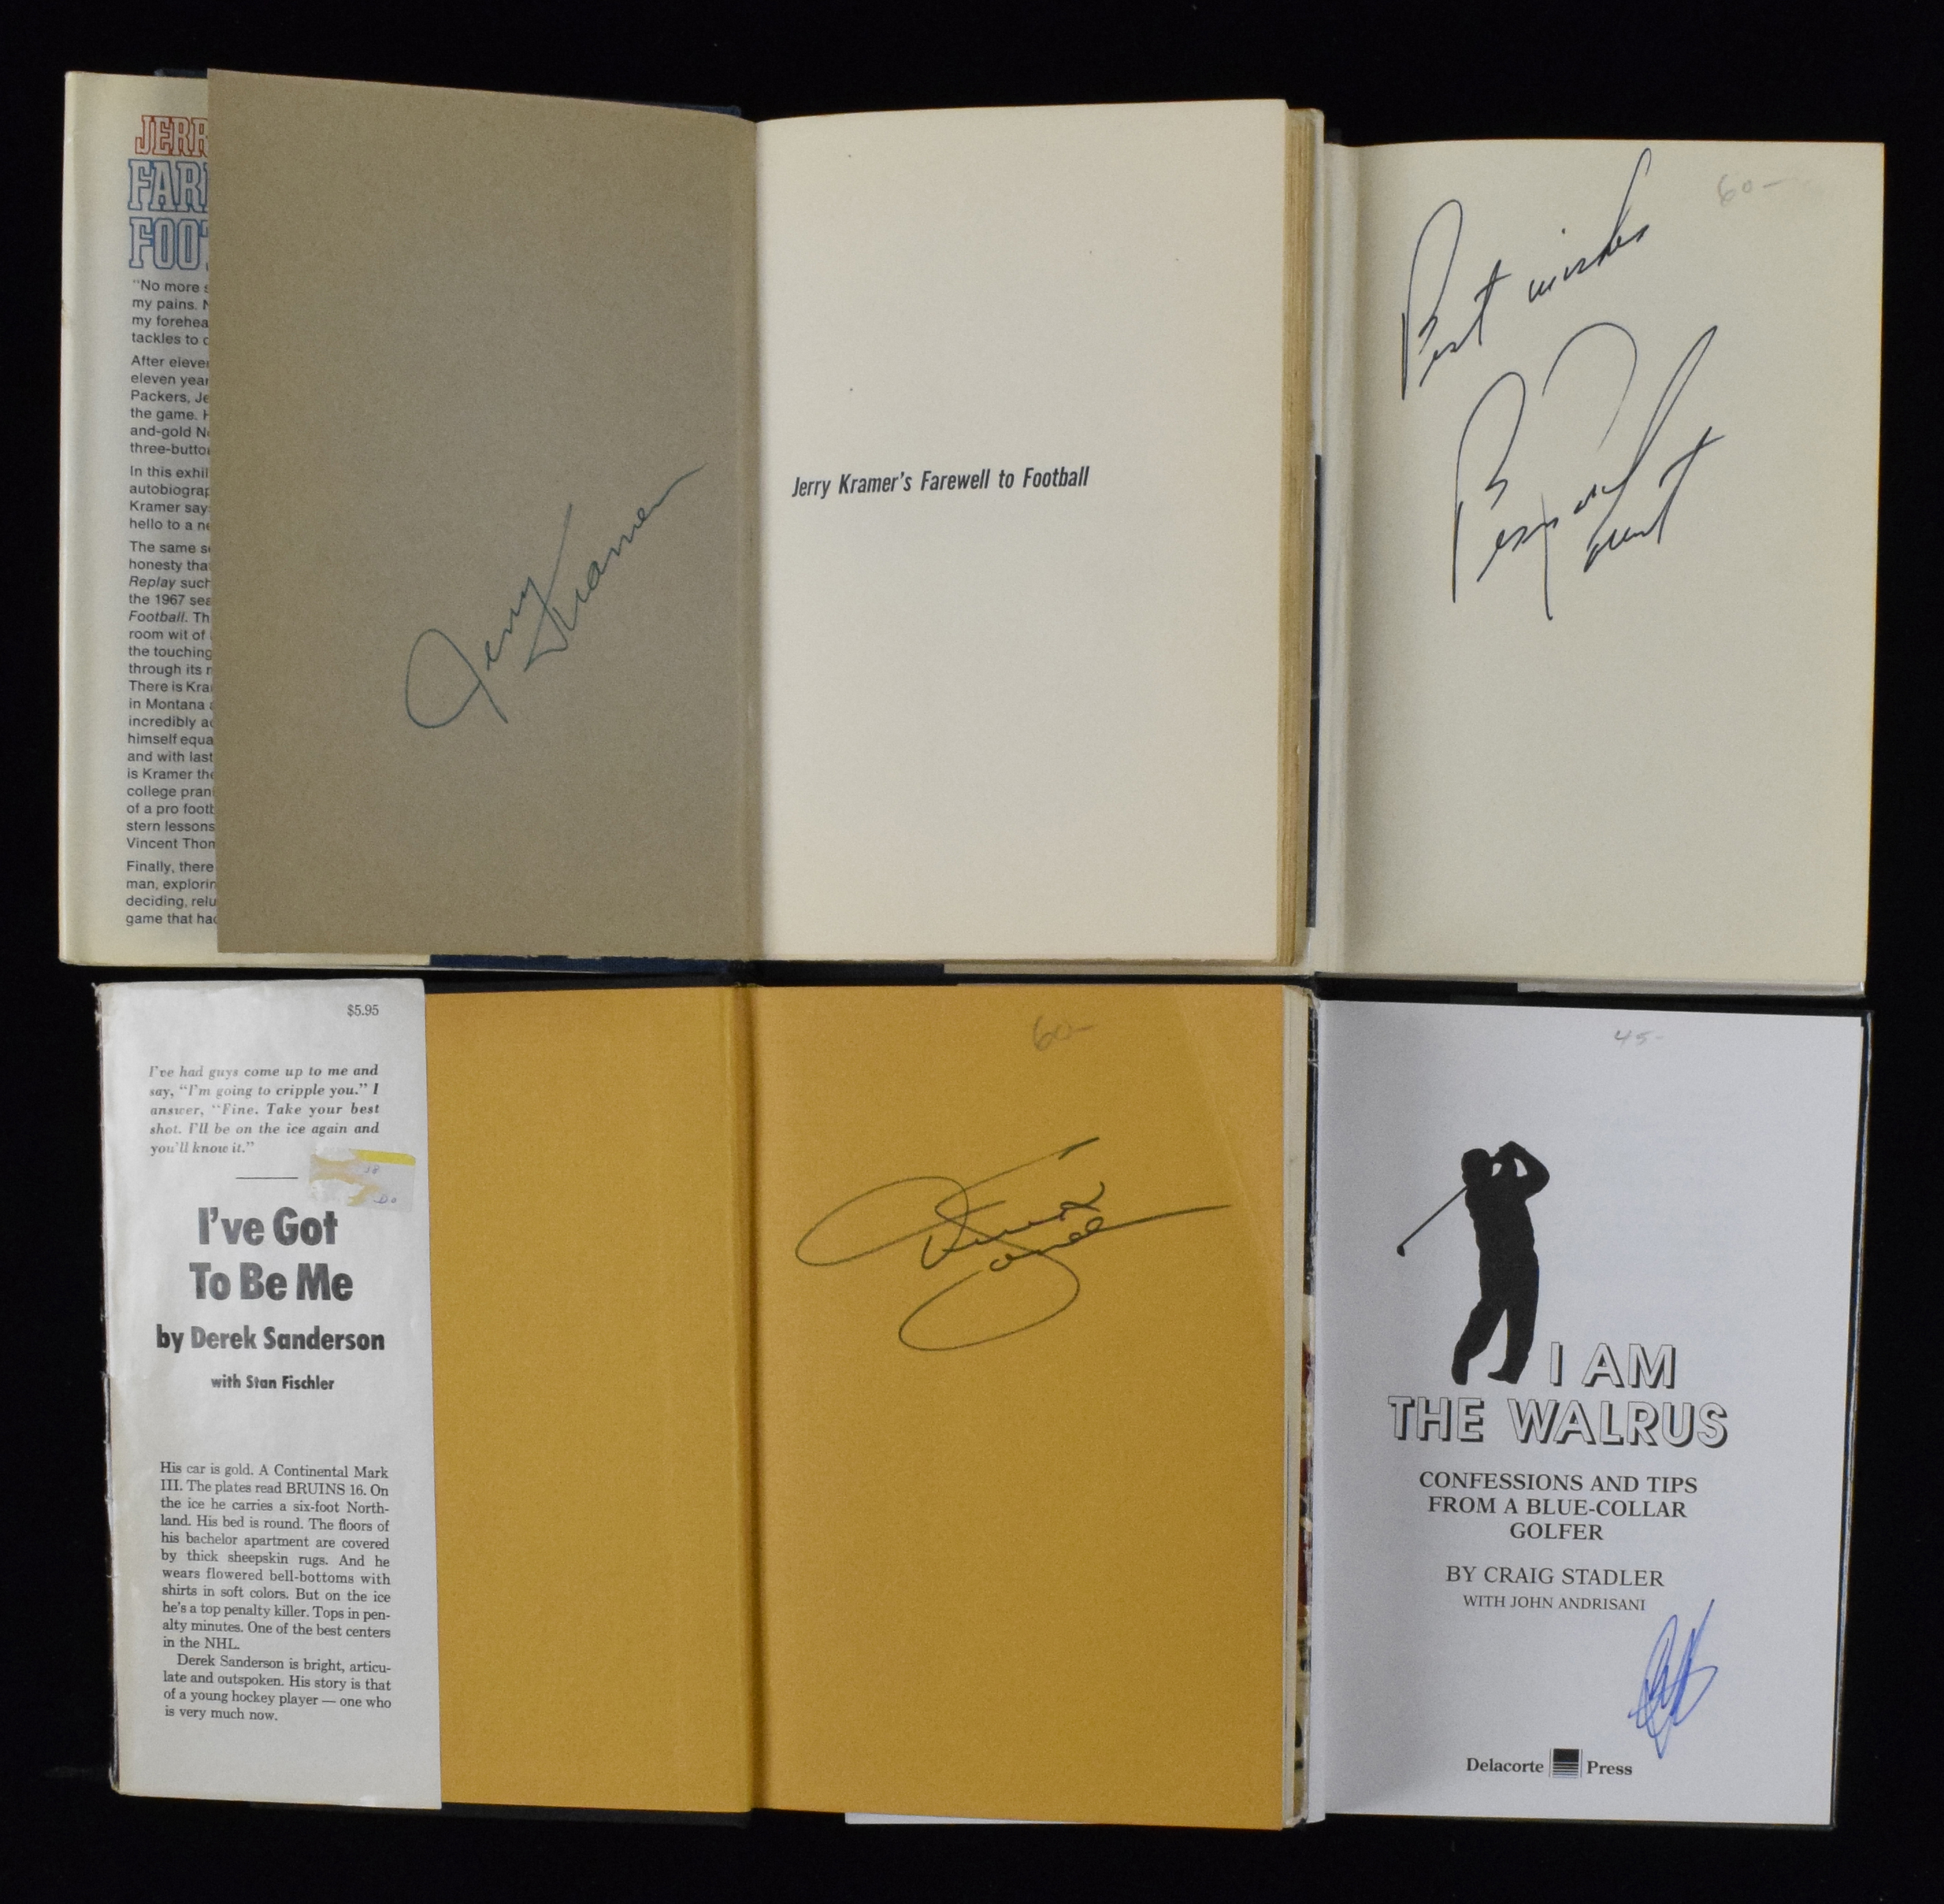 JERR
FAR
FOOT
"No more s
my pains. N
my forehea
tackles to d
After eleven
eleven year
Packers, Je
the game. H
and-gold No
three-button
In this exhil
autobiograp
Kramer say
hello to a ne
The same se
honesty tha
Replay such
the 1967 sea
Football. Th
room wit of
the touching
through its r
There is Kra
in Montana a
incredibly a
himself equa
and with last
is Kramer the
college pran
of a pro footb
stern lessons
Vincent Thom
Finally, there
man, explorin
deciding, relu
game that had
Jerry
Kramer
Jerry Kramer's Farewell to Football
60-
Best wishes
$5.95
I've had guys come up to me and
say, "I'm going to cripple you." I
answer, "Fine. Take your best
shot. I'll be on the ice again and
you'll know it."
I've Got
To Be Me
by Derek Sanderson
with Stan Fischler
His car is gold. A Continental Mark
III. The plates read BRUINS 16. On
the ice he carries a six-foot North-
land. His bed is round. The floors of
his bachelor apartment are covered
by thick sheepskin rugs. And he
wears flowered bell-bottoms with
shirts in soft colors. But on the ice
he's a top penalty killer. Tops in pen-
alty minutes. One of the best centers
in the NHL.
Derek Sanderson is bright, articu-
late and outspoken. His story is that
of a young hockey player — one who
is very much now.
60-
45-
I AM
THE WALRUS
CONFESSIONS AND TIPS
FROM A BLUE-COLLAR
GOLFER
BY CRAIG STADLER
WITH JOHN ANDRISANI
Delacorte Press